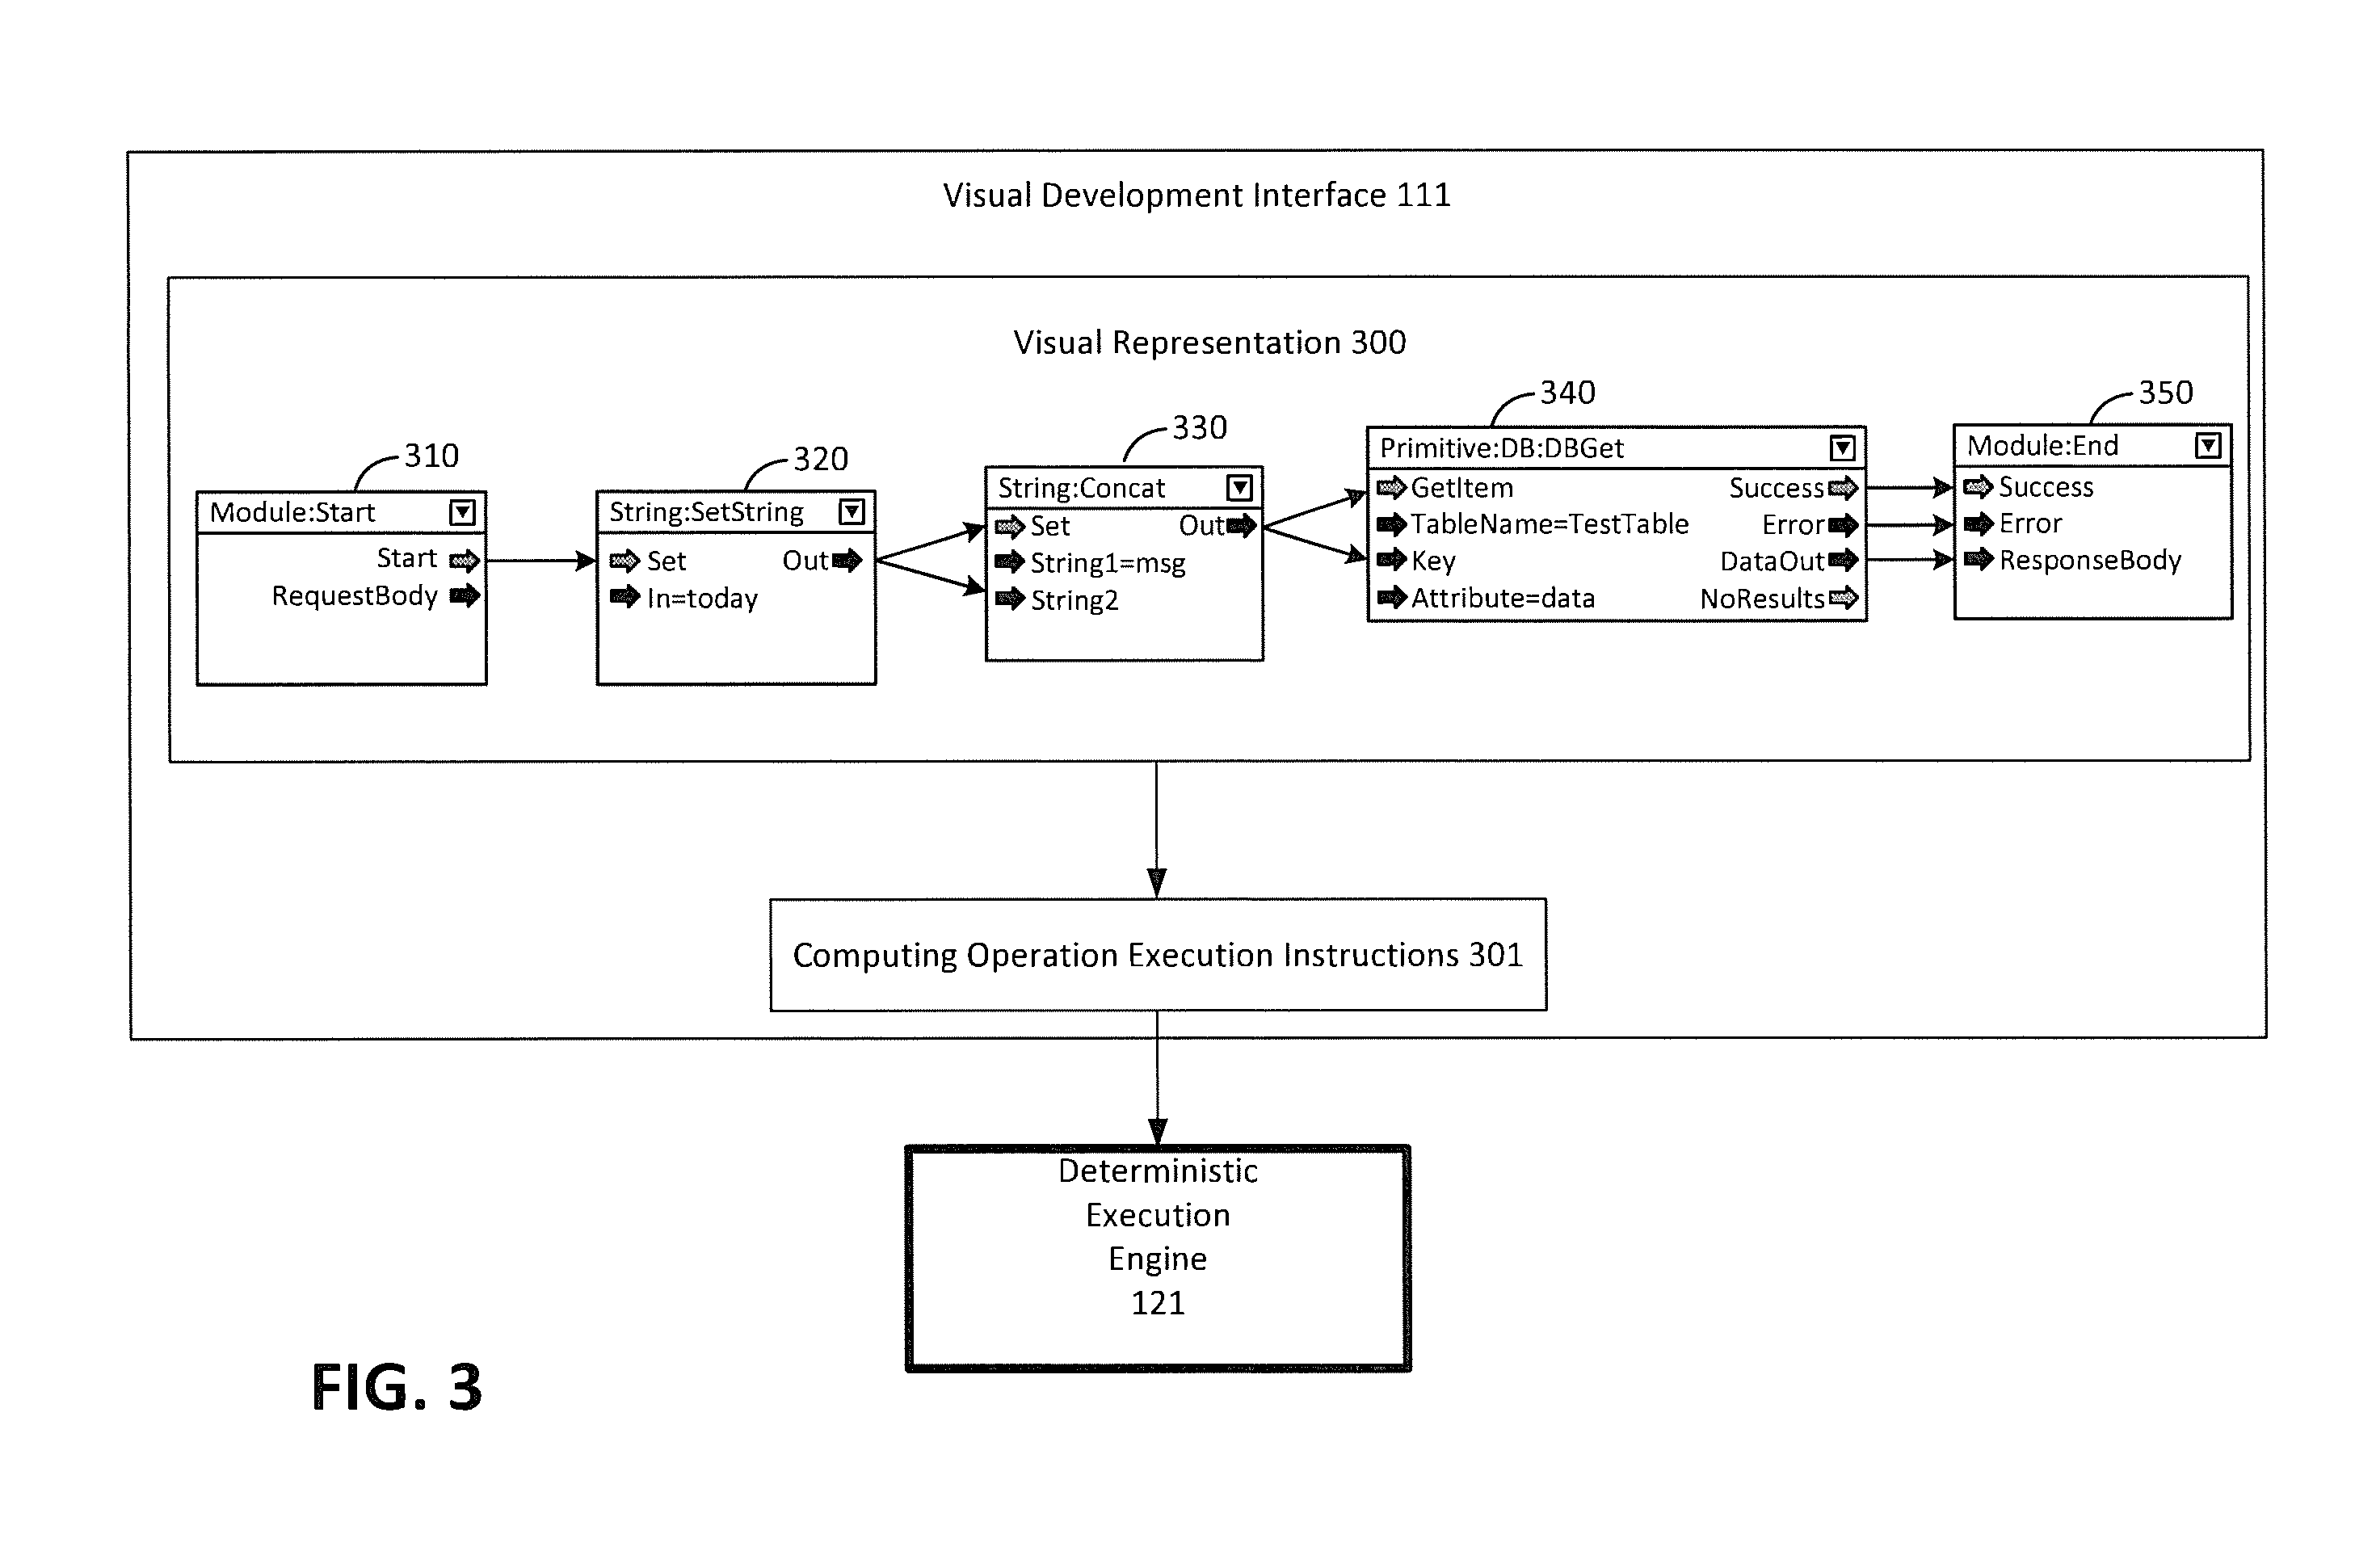 Visual Development Interface 111
Visual Representation 300
310
Module:Start
Start
RequestBody
320
String:SetString
Set Out
In=today
330
String:Concat
Set Out
String1=msg
String2
340
Primitive:DB:DBGet
GetItem Success
TableName=TestTable Error
Key DataOut
Attribute=data NoResults
350
Module:End
Success
Error
ResponseBody
Computing Operation Execution Instructions 301
Deterministic
Execution
Engine
121
FIG. 3